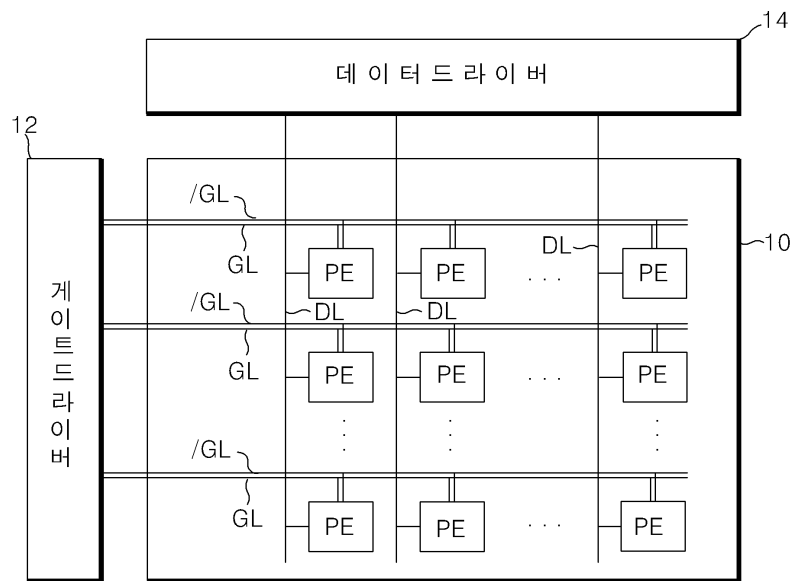 14
데이터드라이버
12
/GL
GL
DL
10
PE PE . . . PE
게이트드라이버
/GL
DL DL
GL
PE PE . . . PE
/GL
GL
PE PE . . . PE